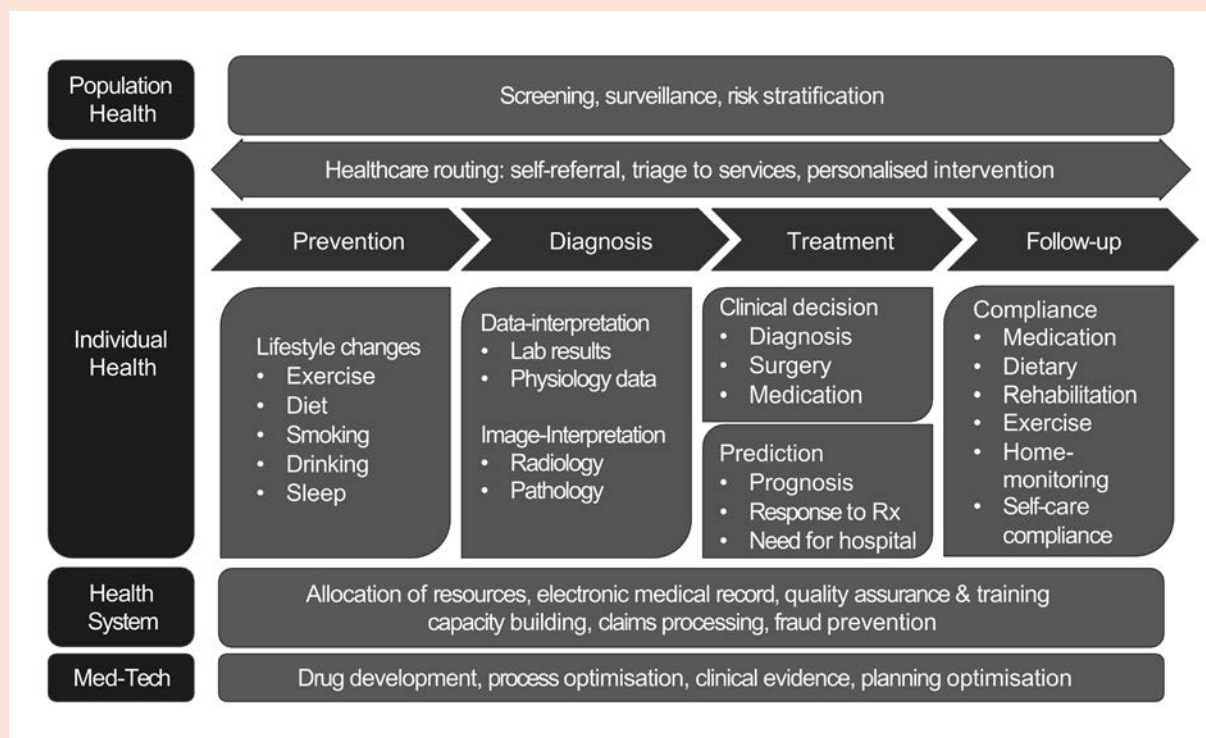 Population
Health
Screening, surveillance, risk stratification
Individual
Health
Healthcare routing: self-referral, triage to services, personalised intervention
Prevention
Diagnosis
Treatment
Follow-up
Lifestyle changes
• Exercise
• Diet
• Smoking
• Drinking
• Sleep
Data-interpretation
• Lab results
• Physiology data
Image-Interpretation
• Radiology
• Pathology
Clinical decision
• Diagnosis
• Surgery
• Medication
Prediction
• Prognosis
• Response to Rx
• Need for hospital
Compliance
• Medication
• Dietary
• Rehabilitation
• Exercise
• Home-
monitoring
• Self-care
compliance
Health
System
Allocation of resources, electronic medical record, quality assurance & training
capacity building, claims processing, fraud prevention
Med-Tech
Drug development, process optimisation, clinical evidence, planning optimisation